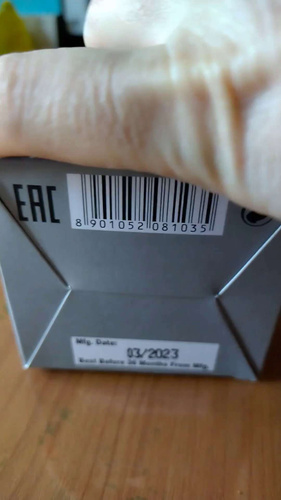 EAC
8 901052 081035
Mfg. Date:
03/2023
Best Before 36 Months From Mfg.